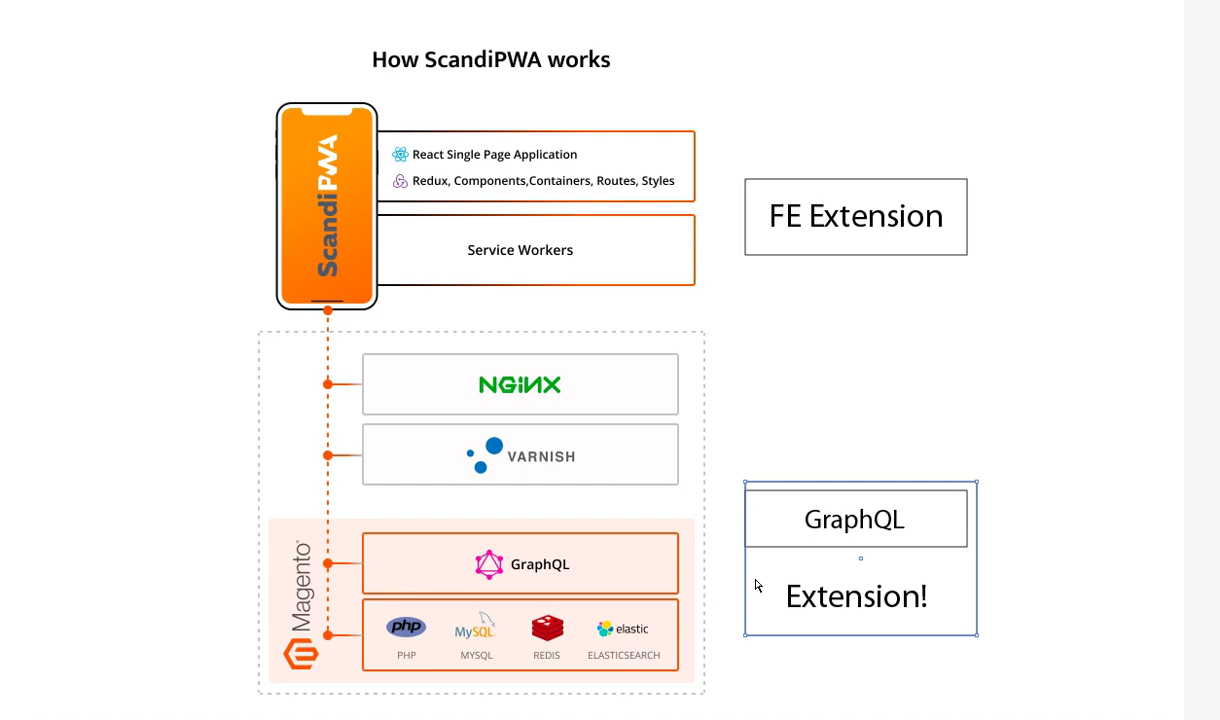 How ScandiPWA works
ScandiPWA
React Single Page Application
Redux, Components,Containers, Routes, Styles
Service Workers
FE Extension
NGINX
VARNISH
Magento®
GraphQL
php
MySQL
elastic
PHP
MYSQL
REDIS
ELASTICSEARCH
GraphQL
Extension!